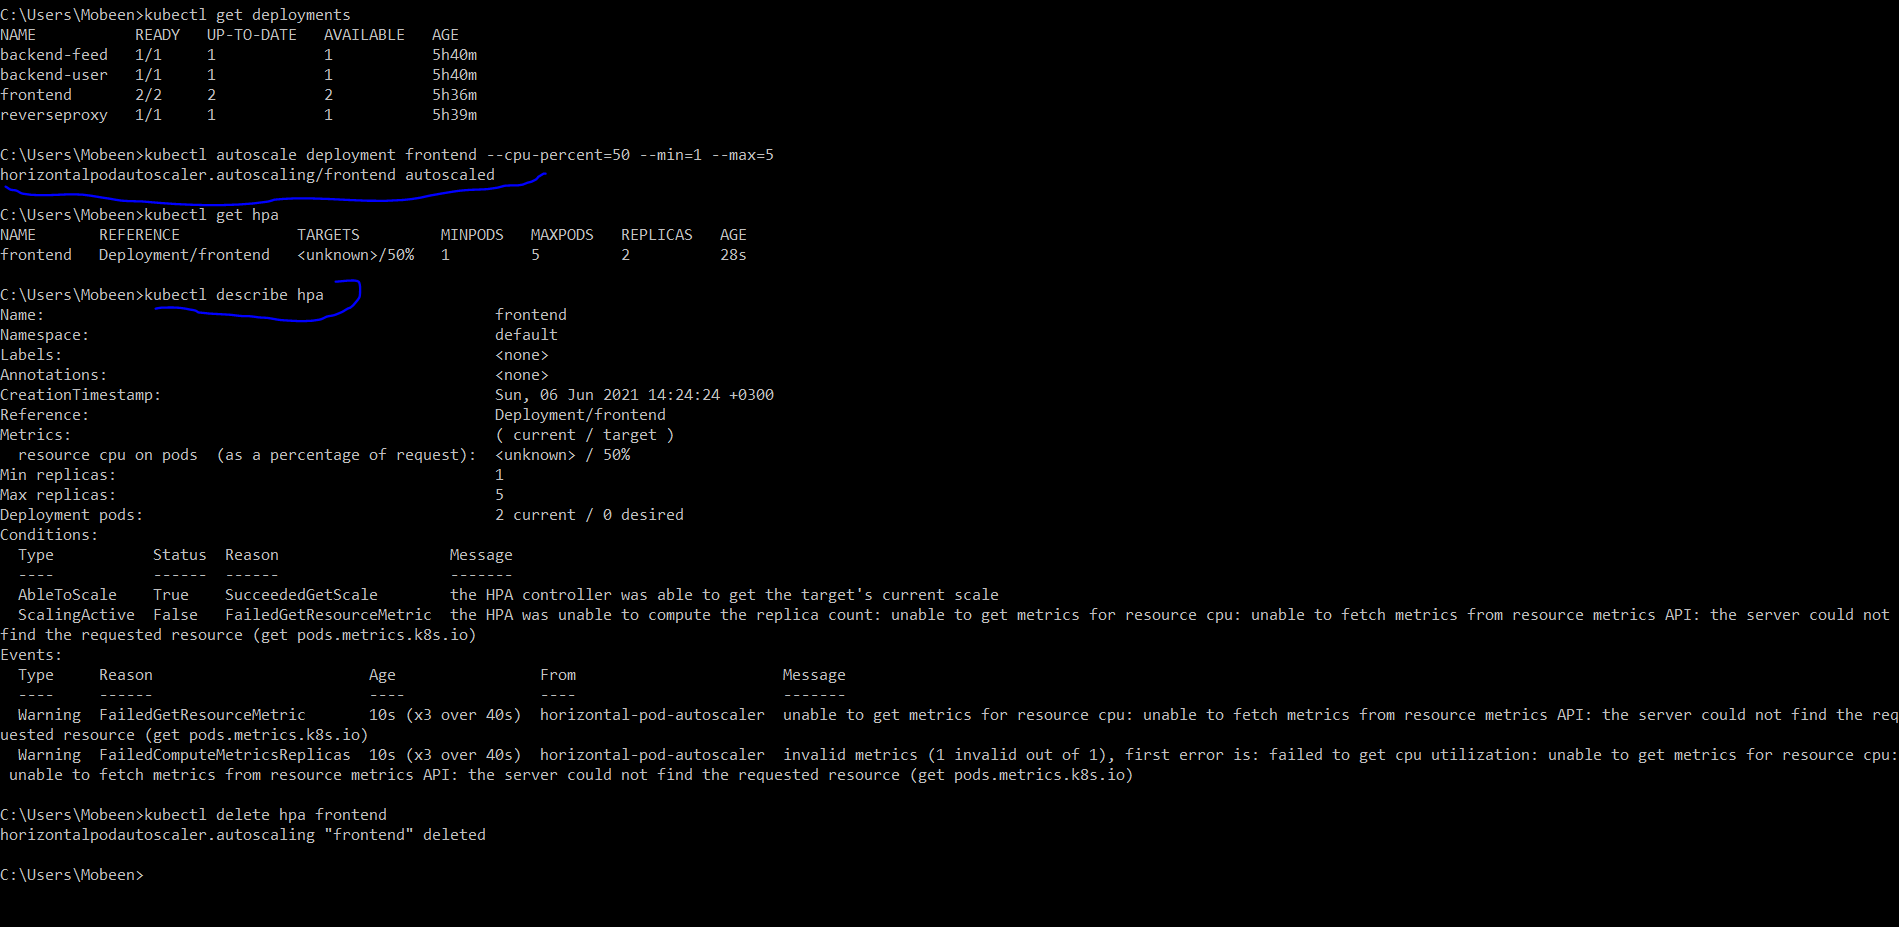 C:\Users\Mobeen>kubectl get deployments
NAME           READY   UP-TO-DATE   AVAILABLE   AGE
backend-feed   1/1     1            1           5h40m
backend-user   1/1     1            1           5h40m
frontend       2/2     2            2           5h36m
reverseproxy   1/1     1            1           5h39m
C:\Users\Mobeen>kubectl autoscale deployment frontend --cpu-percent=50 --min=1 --max=5
horizontalpodautoscaler.autoscaling/frontend autoscaled
C:\Users\Mobeen>kubectl get hpa
NAME       REFERENCE             TARGETS         MINPODS   MAXPODS   REPLICAS   AGE
frontend   Deployment/frontend   <unknown>/50%   1         5         2          28s
C:\Users\Mobeen>kubectl describe hpa
Name:                                                  frontend
Namespace:                                             default
Labels:                                                <none>
Annotations:                                           <none>
CreationTimestamp:                                     Sun, 06 Jun 2021 14:24:24 +0300
Reference:                                             Deployment/frontend
Metrics:                                               ( current / target )
  resource cpu on pods  (as a percentage of request):  <unknown> / 50%
Min replicas:                                          1
Max replicas:                                          5
Deployment pods:                                       2 current / 0 desired
Conditions:
  Type           Status  Reason                   Message
  ----           ------  ------                   -------
  AbleToScale    True    SucceededGetScale        the HPA controller was able to get the target's current scale
  ScalingActive  False   FailedGetResourceMetric  the HPA was unable to compute the replica count: unable to get metrics for resource cpu: unable to fetch metrics from resource metrics API: the server could not
find the requested resource (get pods.metrics.k8s.io)
Events:
  Type     Reason                        Age                From                       Message
  ----     ------                        ----               ----                       -------
  Warning  FailedGetResourceMetric       10s (x3 over 40s)  horizontal-pod-autoscaler  unable to get metrics for resource cpu: unable to fetch metrics from resource metrics API: the server could not find the req
uested resource (get pods.metrics.k8s.io)
  Warning  FailedComputeMetricsReplicas  10s (x3 over 40s)  horizontal-pod-autoscaler  invalid metrics (1 invalid out of 1), first error is: failed to get cpu utilization: unable to get metrics for resource cpu:
 unable to fetch metrics from resource metrics API: the server could not find the requested resource (get pods.metrics.k8s.io)
C:\Users\Mobeen>kubectl delete hpa frontend
horizontalpodautoscaler.autoscaling "frontend" deleted
C:\Users\Mobeen>